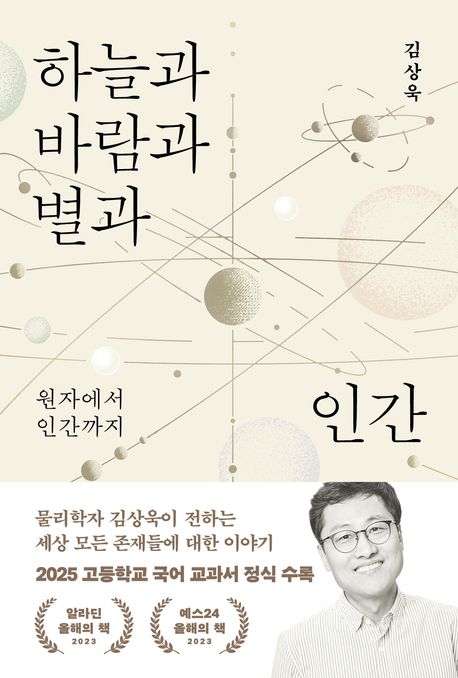 하늘과
바람과
별과
김상욱
원자에서
인간까지
인간
물리학자 김상욱이 전하는
세상 모든 존재들에 대한 이야기
2025 고등학교 국어 교과서 정식 수록
알라딘
올해의 책
2023
예스24
올해의 책
2023